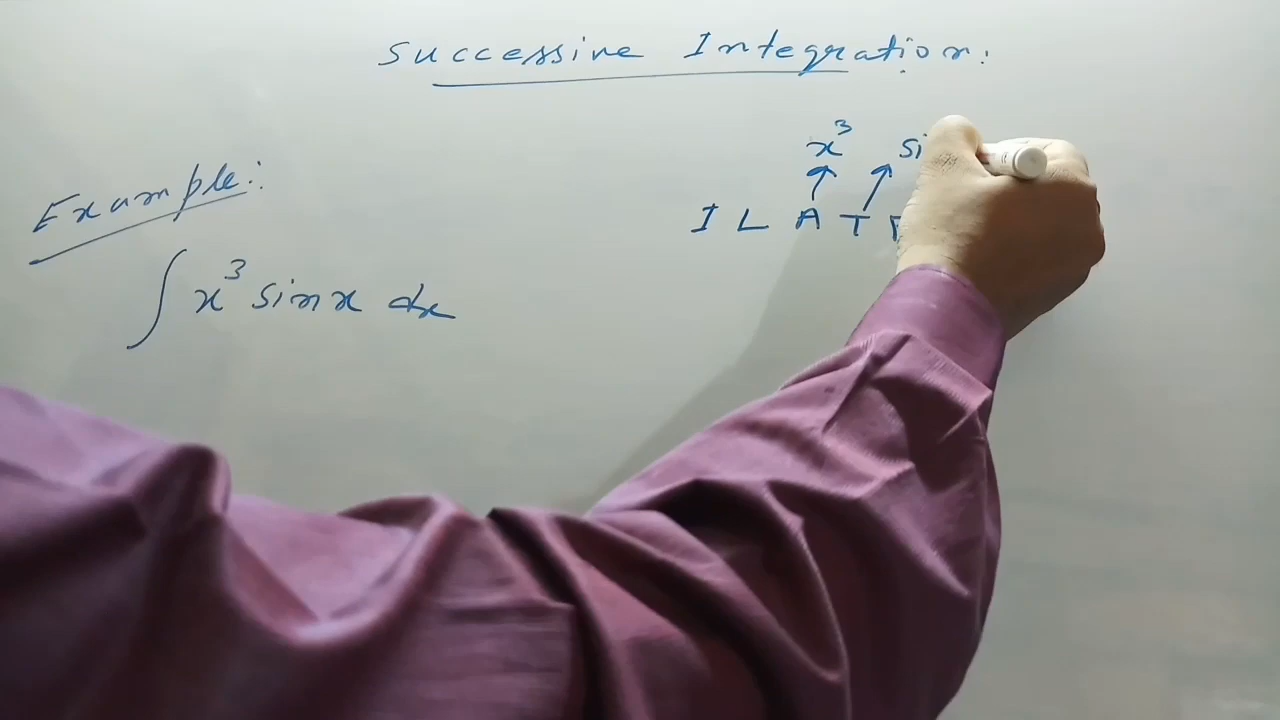 Successive Integration:
Example:
∫ x³ sinx dx
x³ si
I L A T